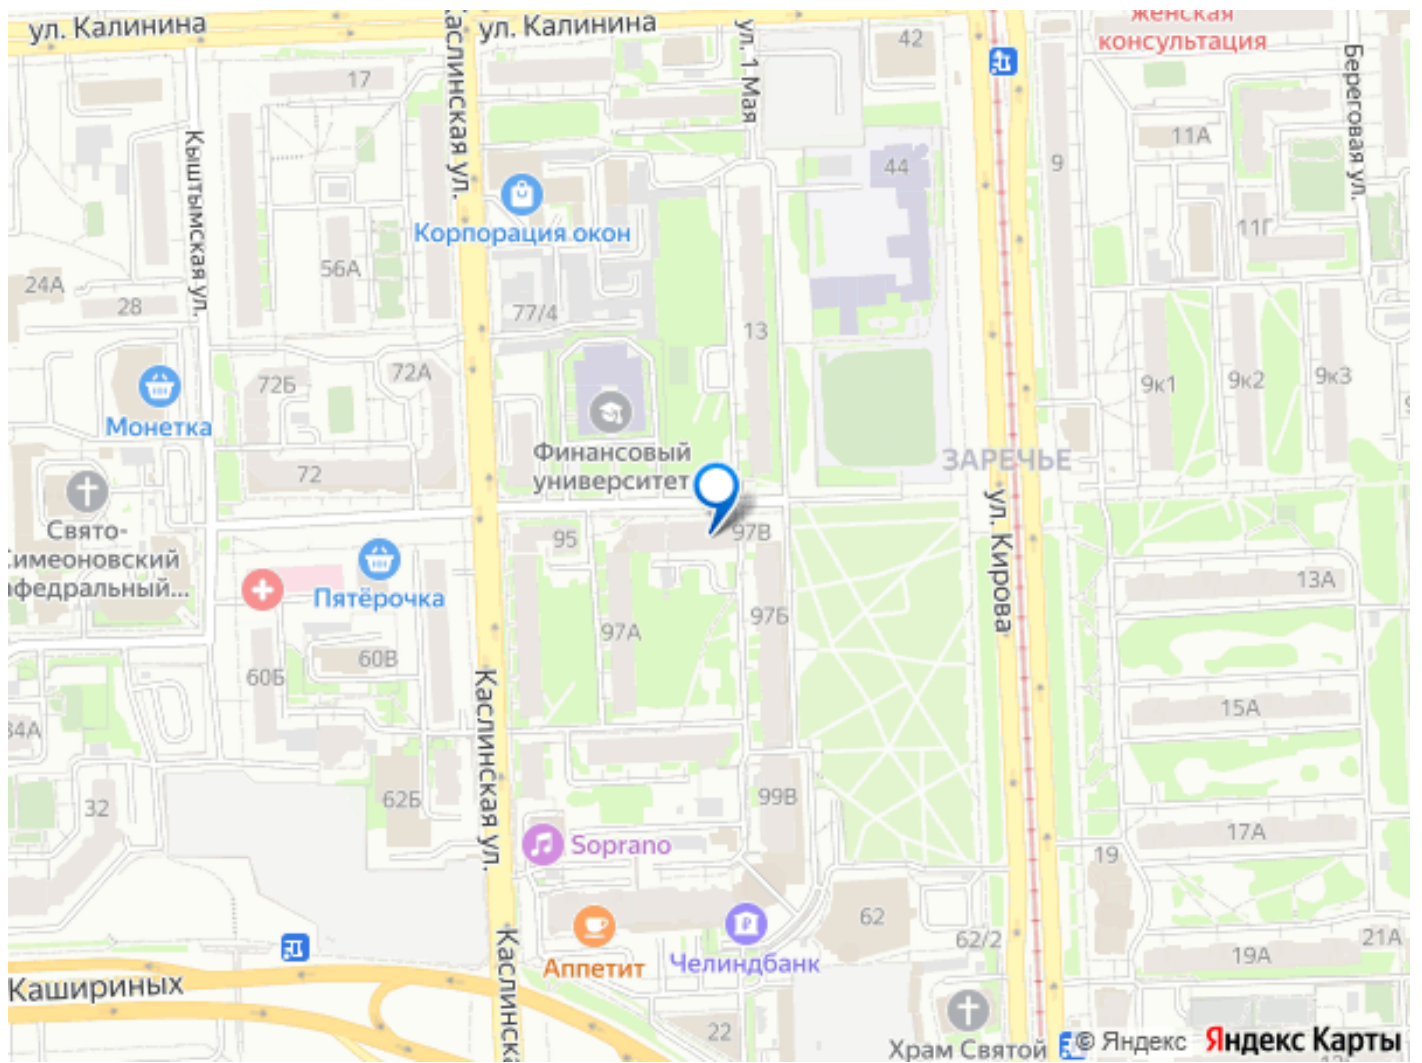 женская
консультация
ул. Калинина
Каслинская ул.
ул. Калинина
ул. 1 Мая
42
17
Береговая ул.
11А
9
44
Кыштымская ул.
Корпорация окон
11Г
56А
24А
28
77/4
13
72А
72Б
9к1
9к2
9к3
Монетка
Финансовый
университет
ЗАРЕЧЬЕ
72
ул. Кирова
Свято-
97В
95
13А
Пятёрочка
97Б
97А
60В
60Б
Каслинская ул.
15А
99В
62Б
32
17А
Soprano
19
62
62/2
21А
19А
Аппетит
Челиндбанк
Кашириных
22
Храм Святой
© Яндекс
Яндекс Карты